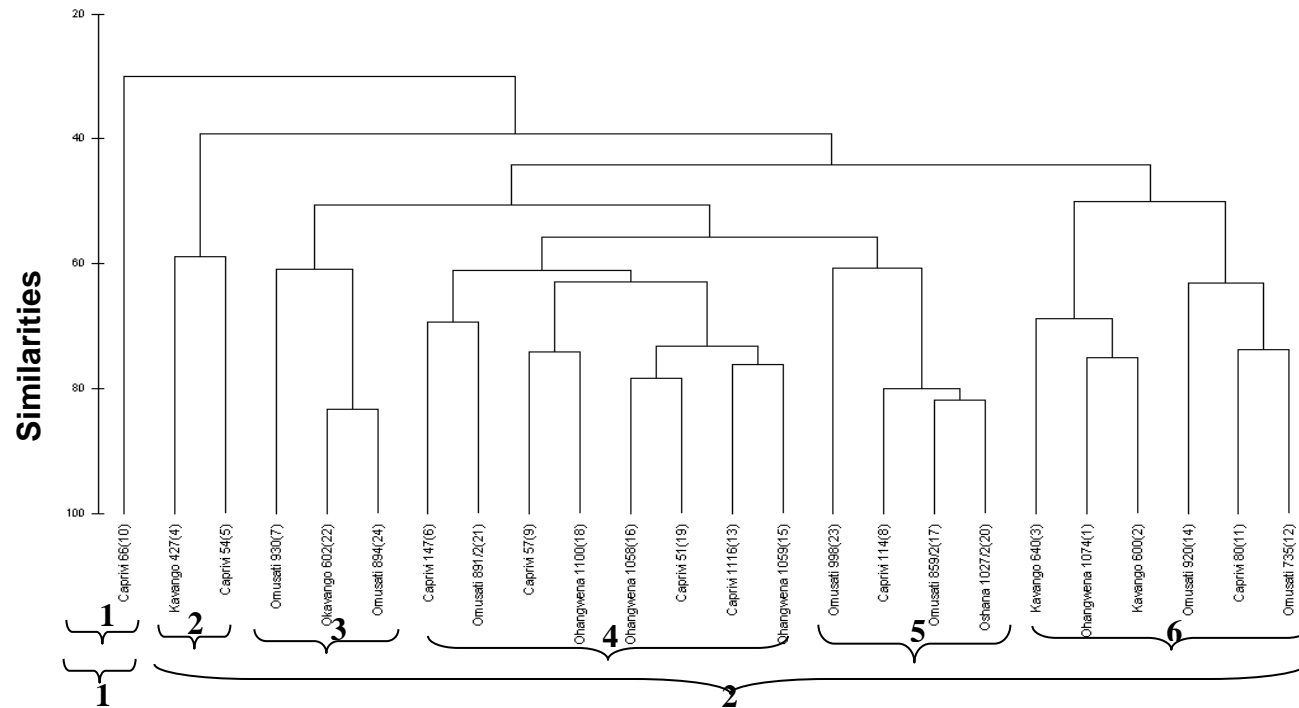 20
40
60
80
100
Similarities
Caprivi 66(10)
Kavango 427(4)
Caprivi 54(5)
Omusati 930(7)
Okavango 602(22)
Omusati 894(24)
Caprivi 147(6)
Omusati 891/2(21)
Caprivi 57(9)
Ohangwena 1100(18)
Ohangwena 1058(16)
Caprivi 51(19)
Caprivi 1116(13)
Ohangwena 1059(15)
Omusati 998(23)
Caprivi 114(8)
Omusati 859/2(17)
Oshana 1027/2(20)
Kavango 640(3)
Ohangwena 1074(1)
Kavango 600(2)
Omusati 920(14)
Caprivi 80(11)
Omusati 735(12)
1 2 3 4 5 6
1 2